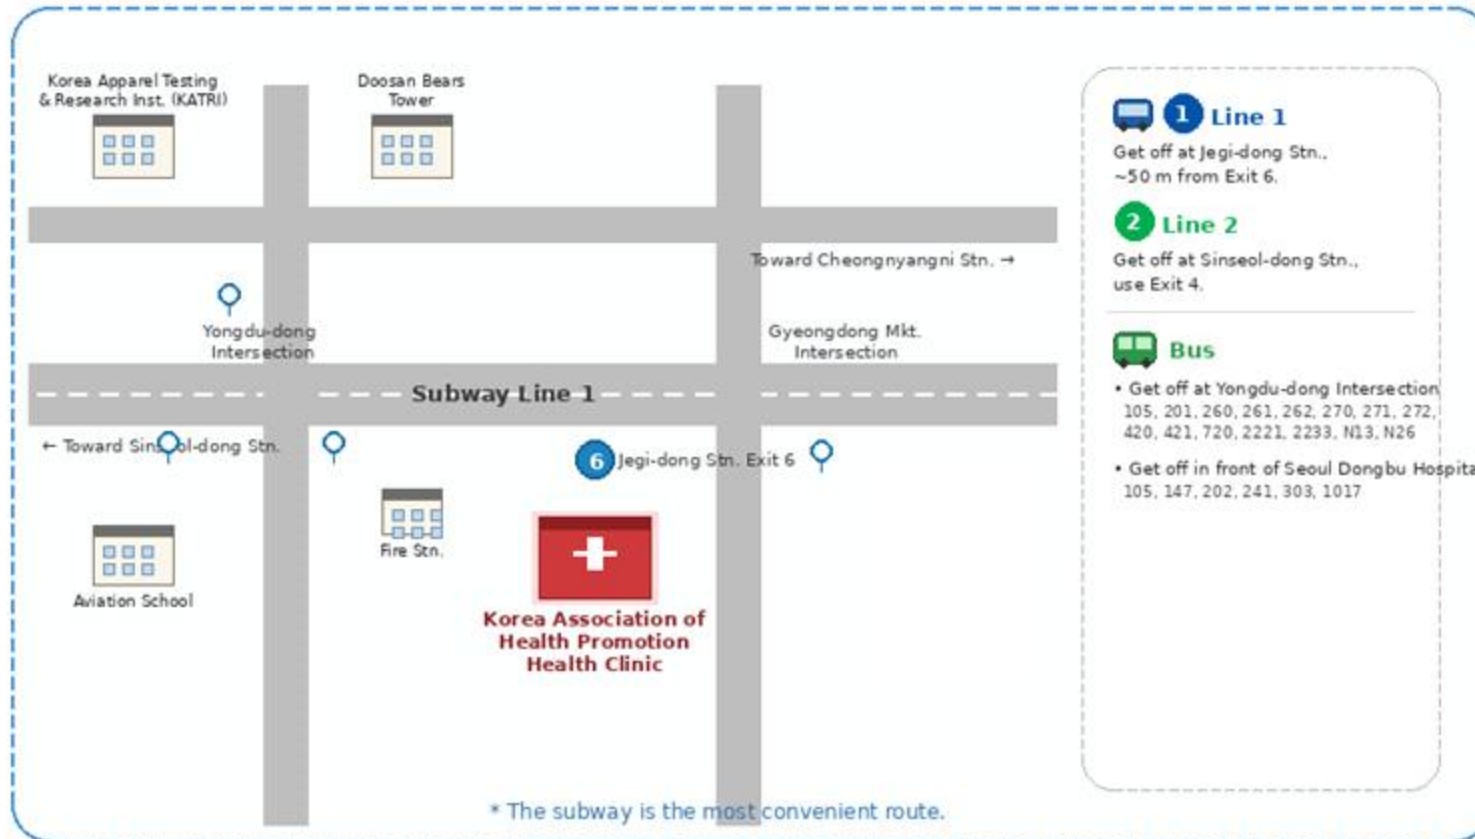 Korea Apparel Testing
& Research Inst. (KATRI)
Doosan Bears
Tower
Toward Cheongnyangni Stn. →
Yongdu-dong
Intersection
Gyeongdong Mkt.
Intersection
Subway Line 1
← Toward Sinseol-dong Stn.
6 Jegi-dong Stn. Exit 6
Fire Stn.
Aviation School
Korea Association of
Health Promotion
Health Clinic
* The subway is the most convenient route.
1 Line 1
Get off at Jegi-dong Stn.,
~50 m from Exit 6.
2 Line 2
Get off at Sinseol-dong Stn.,
use Exit 4.
Bus
• Get off at Yongdu-dong Intersection
105, 201, 260, 261, 262, 270, 271, 272,
420, 421, 720, 2221, 2233, N13, N26
• Get off in front of Seoul Dongbu Hospita
105, 147, 202, 241, 303, 1017